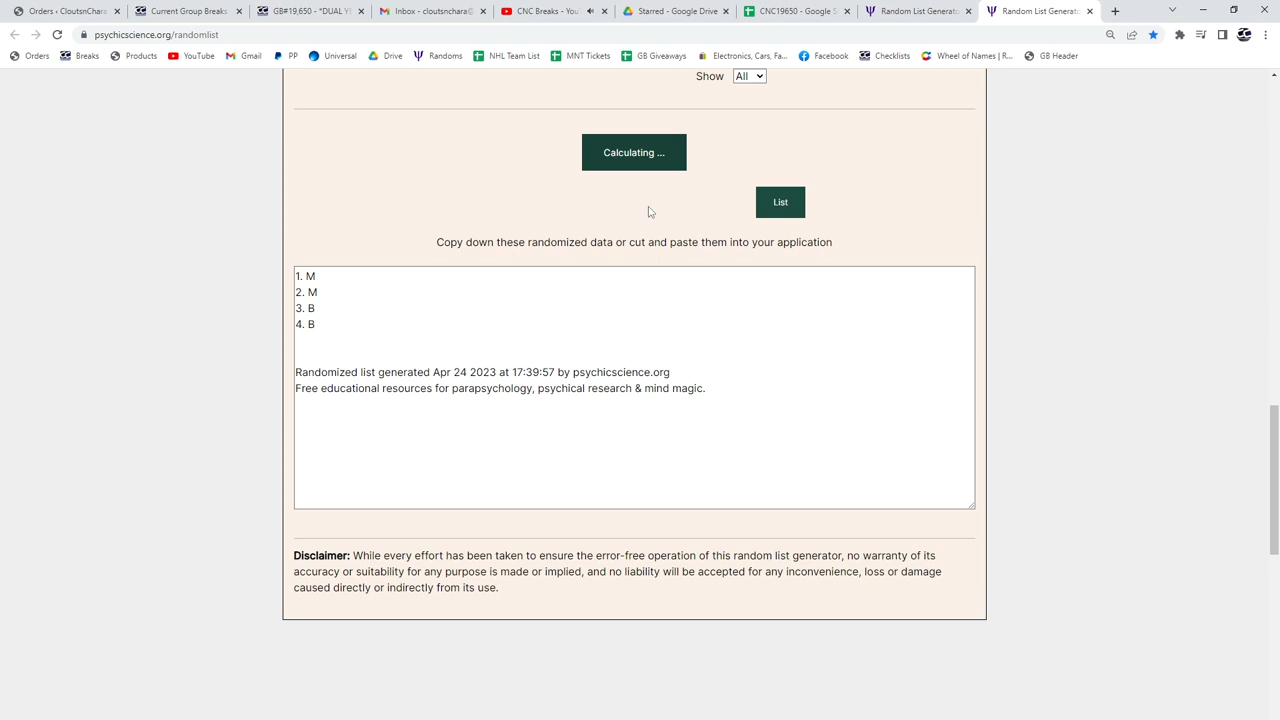 Orders ‹ CloutsnChara
Current Group Breaks
GB#19,650 - *DUAL Y
Inbox - cloutsnchara@
CNC Breaks - You
Starred - Google Drive
CNC19650 - Google S
Random List Generato
Random List Generato
psychicscience.org/randomlist
Orders
Breaks
Products
YouTube
Gmail
PP
Universal
Drive
Randoms
NHL Team List
MNT Tickets
GB Giveaways
Electronics, Cars, Fa...
Facebook
Checklists
Wheel of Names | R...
GB Header
Show All
Calculating ...
List
Copy down these randomized data or cut and paste them into your application
1. M
2. M
3. B
4. B
Randomized list generated Apr 24 2023 at 17:39:57 by psychicscience.org
Free educational resources for parapsychology, psychical research & mind magic.
Disclaimer: While every effort has been taken to ensure the error-free operation of this random list generator, no warranty of its
accuracy or suitability for any purpose is made or implied, and no liability will be accepted for any inconvenience, loss or damage
caused directly or indirectly from its use.